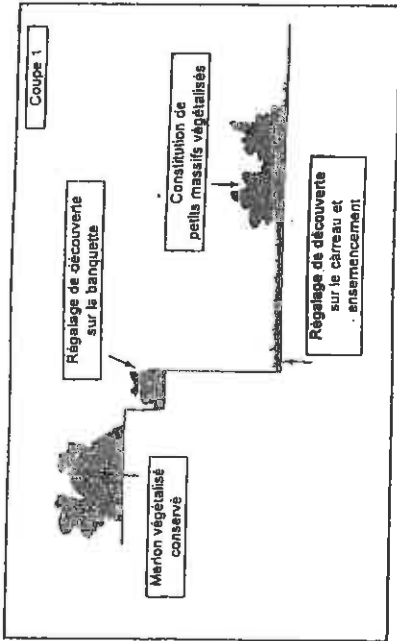 Coupe 1
Régalage de découverte
sur la banquette
Constitution de
petits massifs végétalisés
Merlon végétalisé
conservé
Régalage de découverte
sur le carreau et
ensemencement